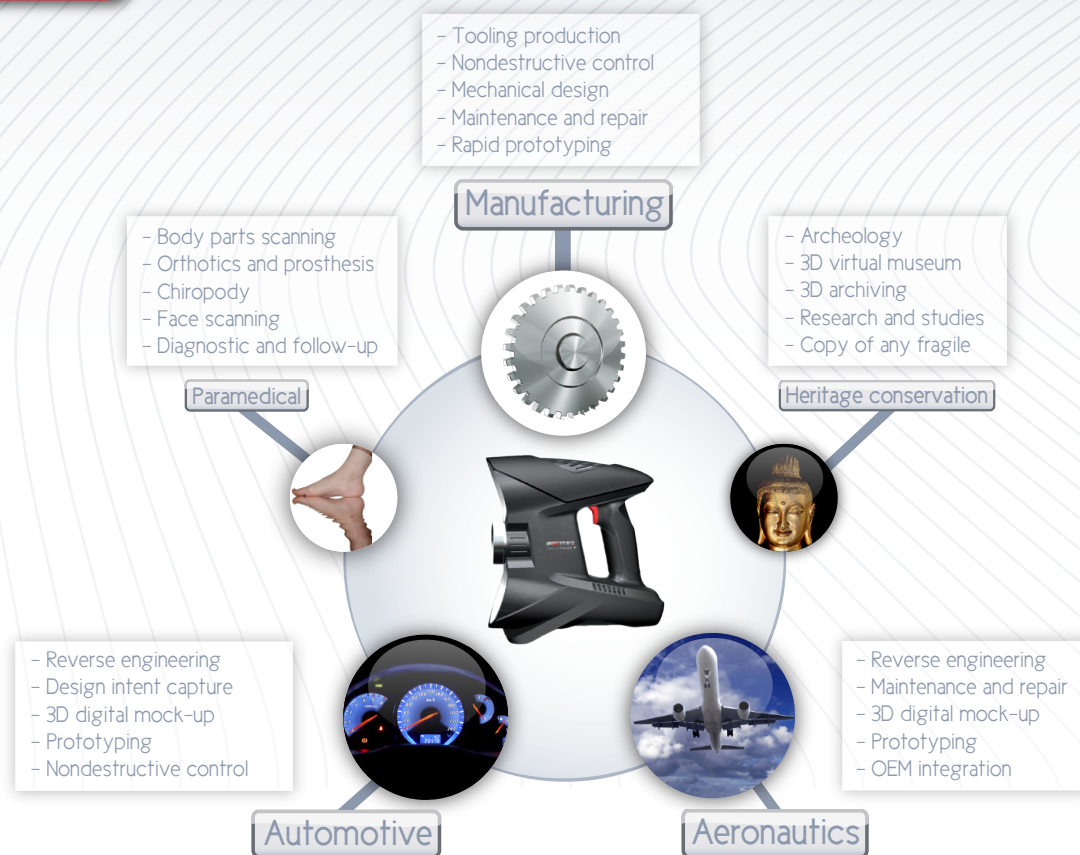 - Tooling production
- Nondestructive control
- Mechanical design
- Maintenance and repair
- Rapid prototyping
Manufacturing
- Body parts scanning
- Orthotics and prosthesis
- Chiropody
- Face scanning
- Diagnostic and follow-up
Paramedical
- Archeology
- 3D virtual museum
- 3D archiving
- Research and studies
- Copy of any fragile
Heritage conservation
- Reverse engineering
- Design intent capture
- 3D digital mock-up
- Prototyping
- Nondestructive control
Automotive
- Reverse engineering
- Maintenance and repair
- 3D digital mock-up
- Prototyping
- OEM integration
Aeronautics